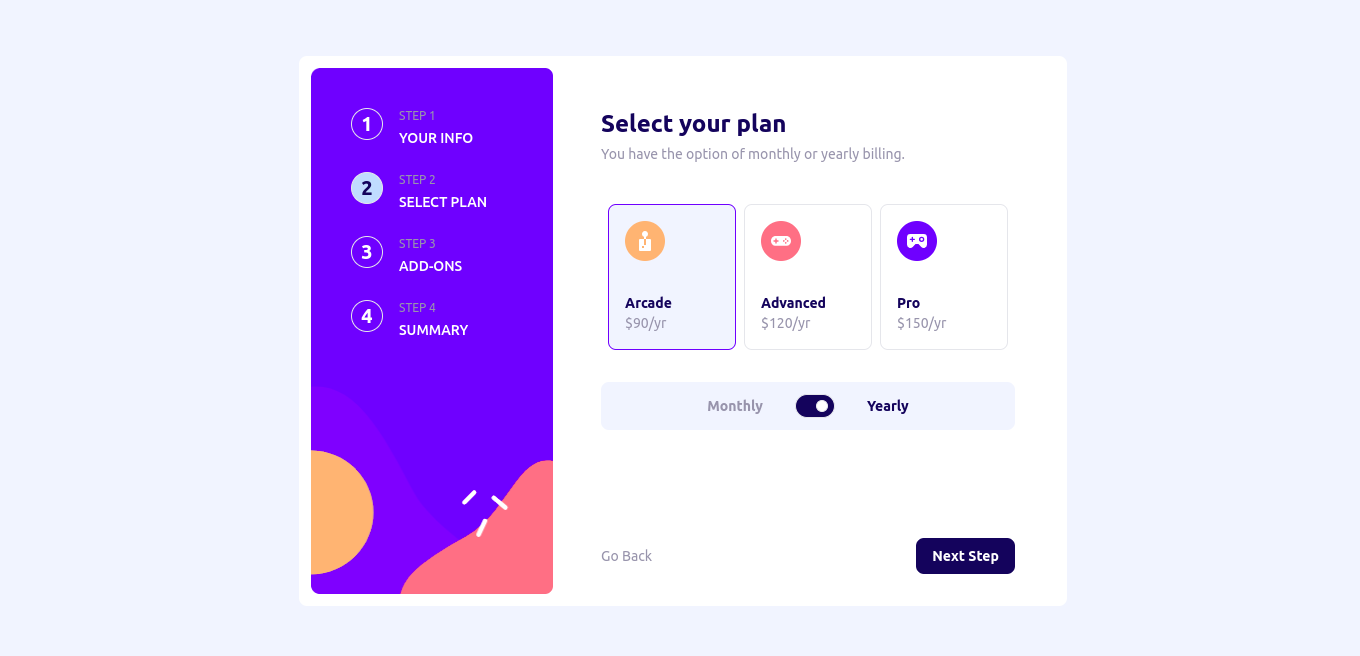 1
STEP 1
YOUR INFO
2
STEP 2
SELECT PLAN
3
STEP 3
ADD-ONS
4
STEP 4
SUMMARY
Select your plan
You have the option of monthly or yearly billing.
Arcade
$90/yr
Advanced
$120/yr
Pro
$150/yr
Monthly
Yearly
Go Back
Next Step